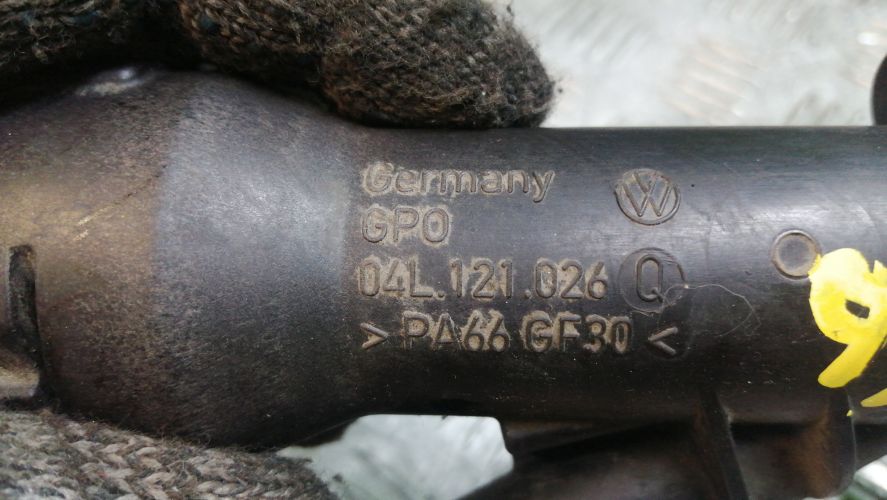 Germany
GPO
04L.121.026 Q
> PA66 GF30 <